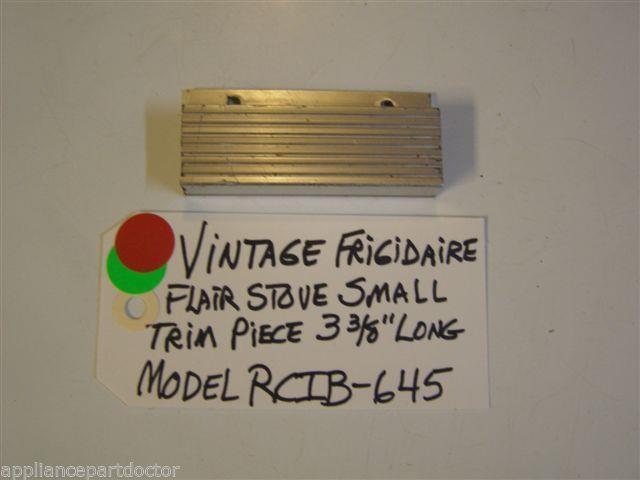 VINTAGE FRIGIDAIRE
FLAIR STOVE SMALL
TRIM PIECE 3 3/8" LONG
MODEL RCIB-645
appliancepartdoctor